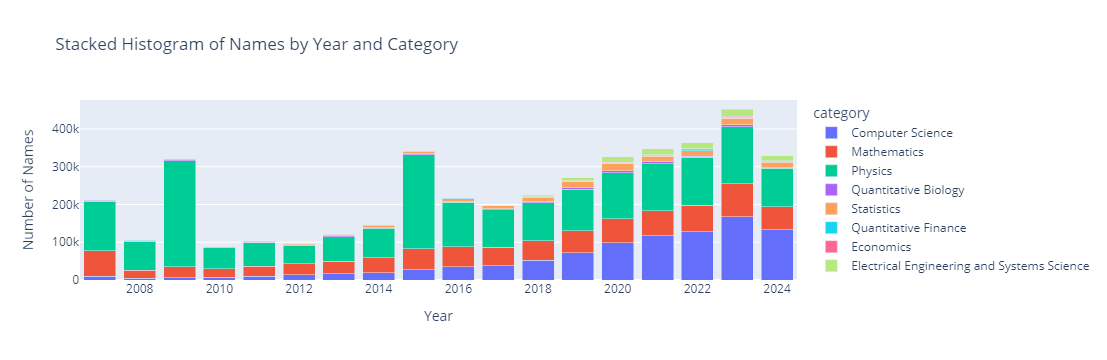 Stacked Histogram of Names by Year and Category
Number of Names
400k
300k
200k
100k
0
2008 2010 2012 2014 2016 2018 2020 2022 2024
Year
category
Computer Science
Mathematics
Physics
Quantitative Biology
Statistics
Quantitative Finance
Economics
Electrical Engineering and Systems Science